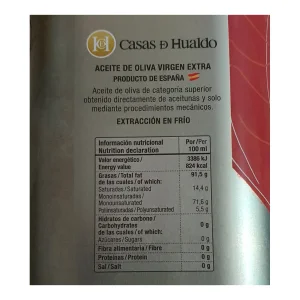 CH
Casas D Hualdo
ACEITE DE OLIVA VIRGEN EXTRA
PRODUCTO DE ESPAÑA
Aceite de oliva de categoría superior
obtenido directamente de aceitunas y solo
mediante procedimientos mecánicos.
EXTRACCIÓN EN FRÍO
Información nutricional Por/Per
Nutrition declaration 100 ml
Valor energético/ 3386 kJ
Energy value 824 kcal
Grasas/Total fat 91,5 g
de las cuales/of which:
Saturadas/Saturated 14,4 g
Monoinsaturadas/
Monounsaturated 71,6 g
Poliinsaturadas/Polyunsaturated 5,5 g
Hidratos de carbono/
Carbohydrates 0 g
de los cuales/of which:
Azúcares/Sugars 0 g
Fibra alimentaria/Fibre 0 g
Proteínas/Protein 0 g
Sal/Salt 0 g